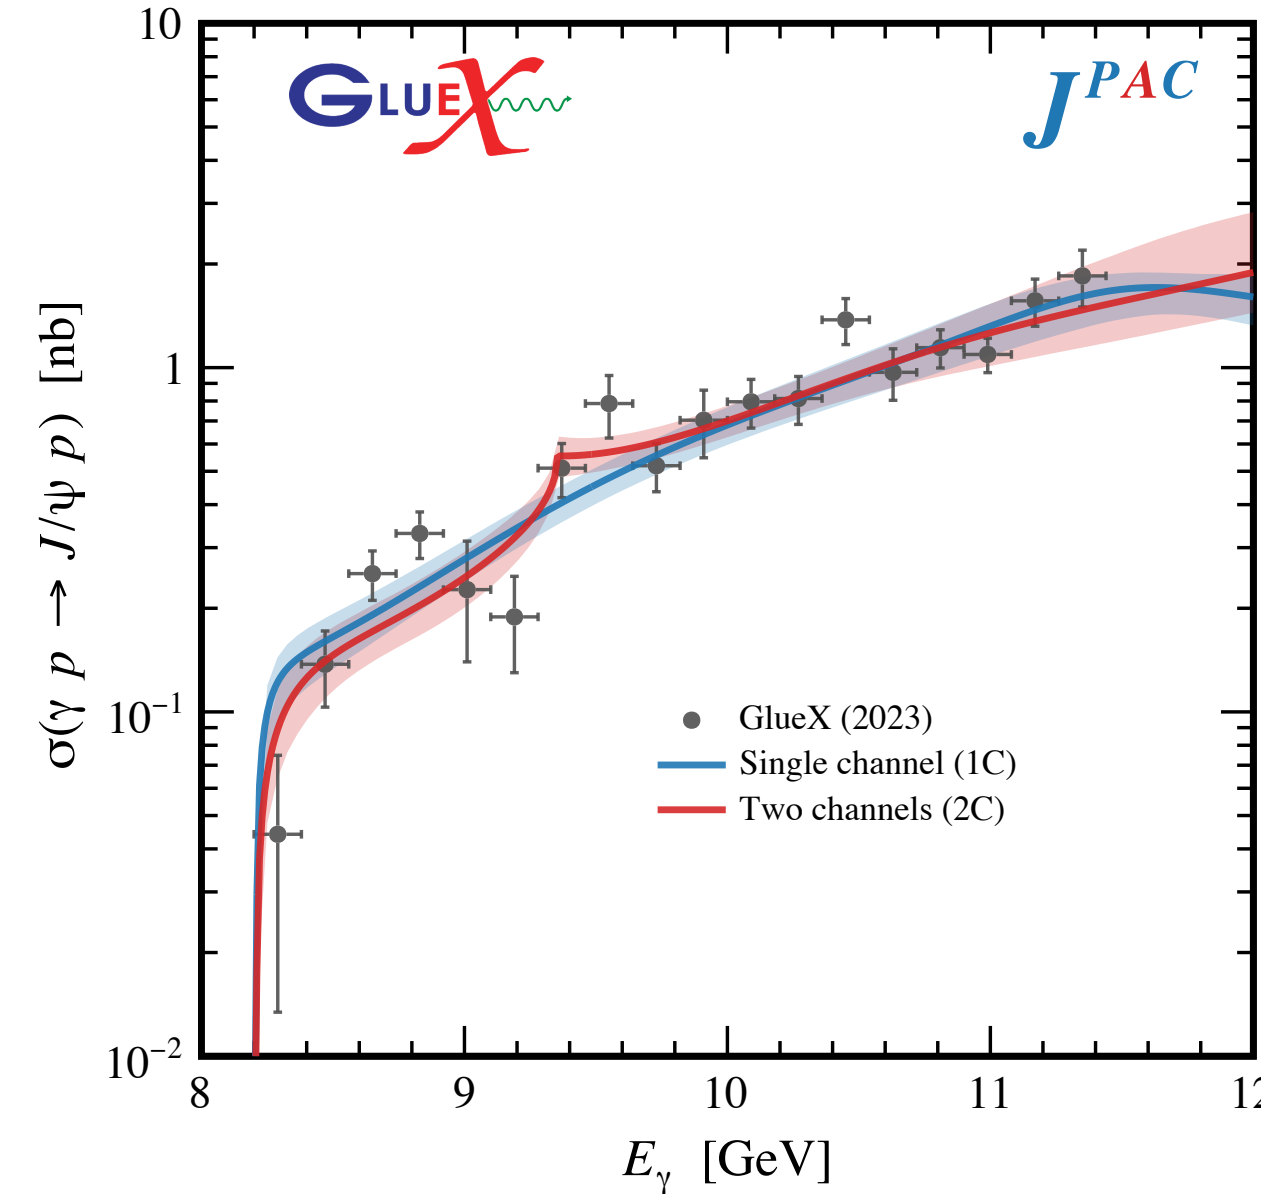 10
GLUEX
JPAC
1
10⁻¹
10⁻²
σ(γ p → J/ψ p) [nb]
GlueX (2023)
Single channel (1C)
Two channels (2C)
8 9 10 11 12
Eγ [GeV]